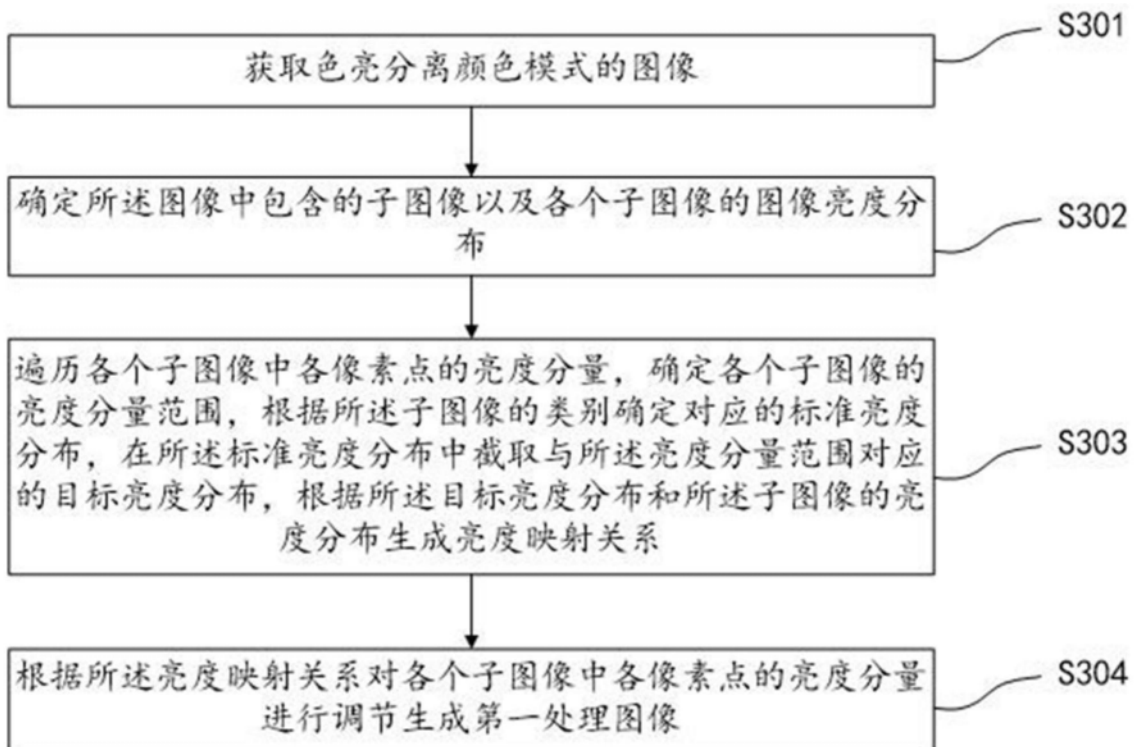 S301
获取色亮分离颜色模式的图像
确定所述图像中包含的子图像以及各个子图像的图像亮度分
布
S302
遍历各个子图像中各像素点的亮度分量，确定各个子图像的
亮度分量范围，根据所述子图像的类别确定对应的标准亮度
分布，在所述标准亮度分布中截取与所述亮度分量范围对应
的目标亮度分布，根据所述目标亮度分布和所述子图像的亮
度分布生成亮度映射关系
S303
根据所述亮度映射关系对各个子图像中各像素点的亮度分量
进行调节生成第一处理图像
S304